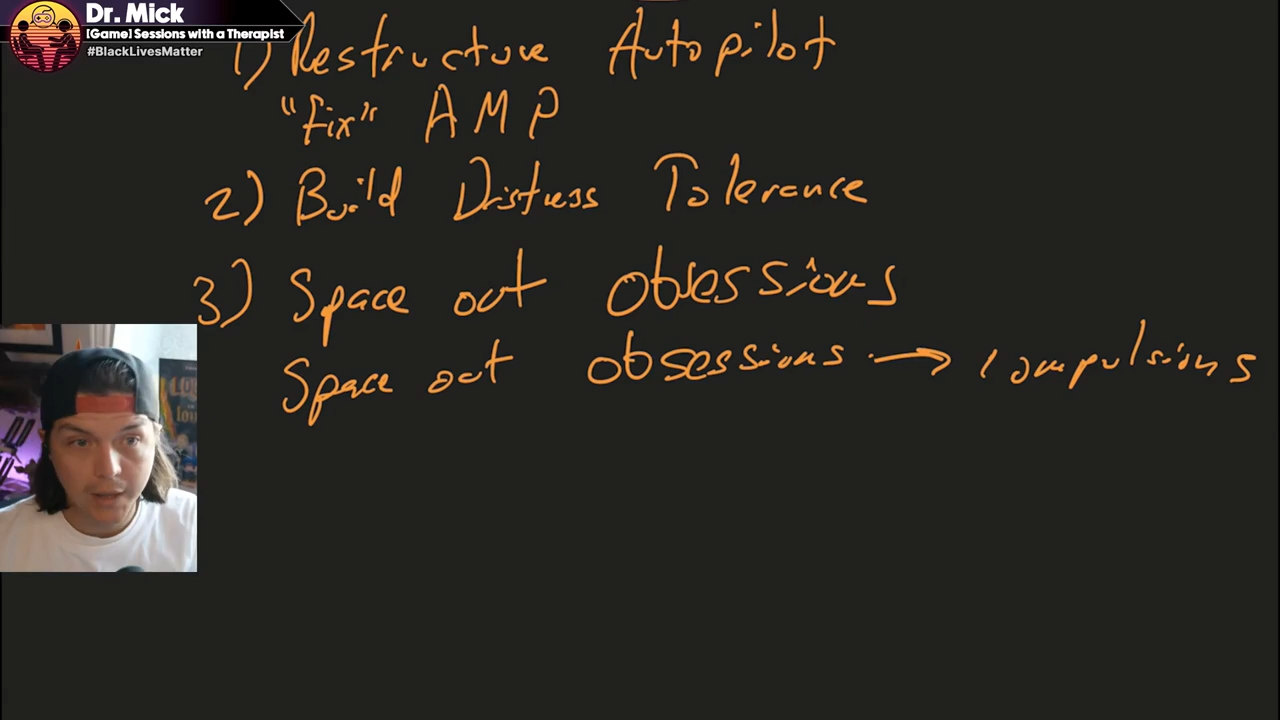 Dr. Mick
[Game] Sessions with a Therapist
#BlackLivesMatter
1) Restructure Autopilot
"fix" AMP
2) Build Distress Tolerance
3) Space out obsessions
Space out obsessions → compulsions